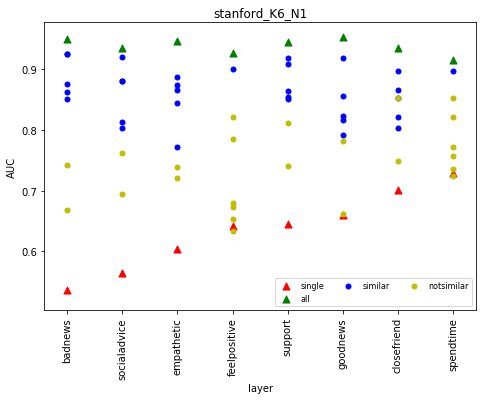 stanford_K6_N1
AUC
0.9
0.8
0.7
0.6
single
similar
notsimilar
all
badnews
socialadvice
empathetic
feelpositive
support
goodnews
closefriend
spendtime
layer